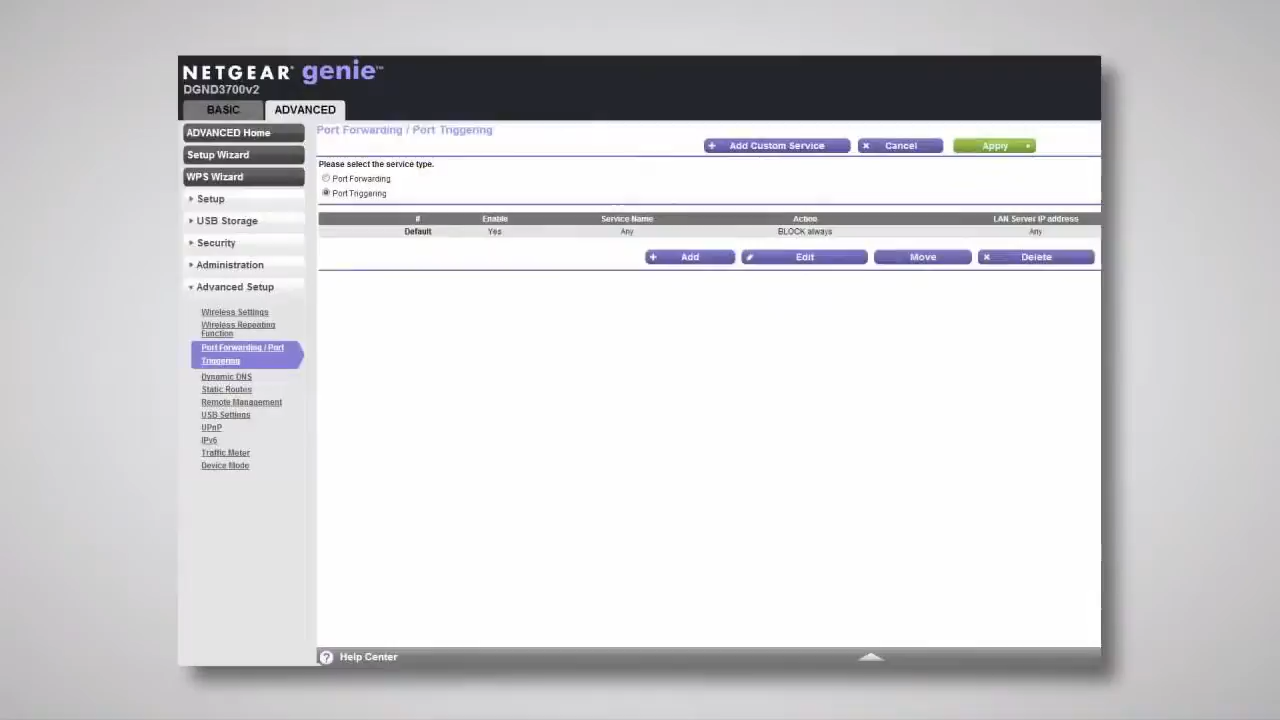 NETGEAR® genie™
DGND3700v2
BASIC
ADVANCED
ADVANCED Home
Setup Wizard
WPS Wizard
Setup
USB Storage
Security
Administration
Advanced Setup
Wireless Settings
Wireless Repeating
Function
Port Forwarding / Port
Triggering
Dynamic DNS
Static Routes
Remote Management
USB Settings
UPnP
IPv6
Traffic Meter
Device Mode
Port Forwarding / Port Triggering
Add Custom Service
Cancel
Apply
Please select the service type.
Port Forwarding
Port Triggering
# Enable Service Name Action LAN Server IP address
Default Yes Any BLOCK always Any
Add
Edit
Move
Delete
Help Center